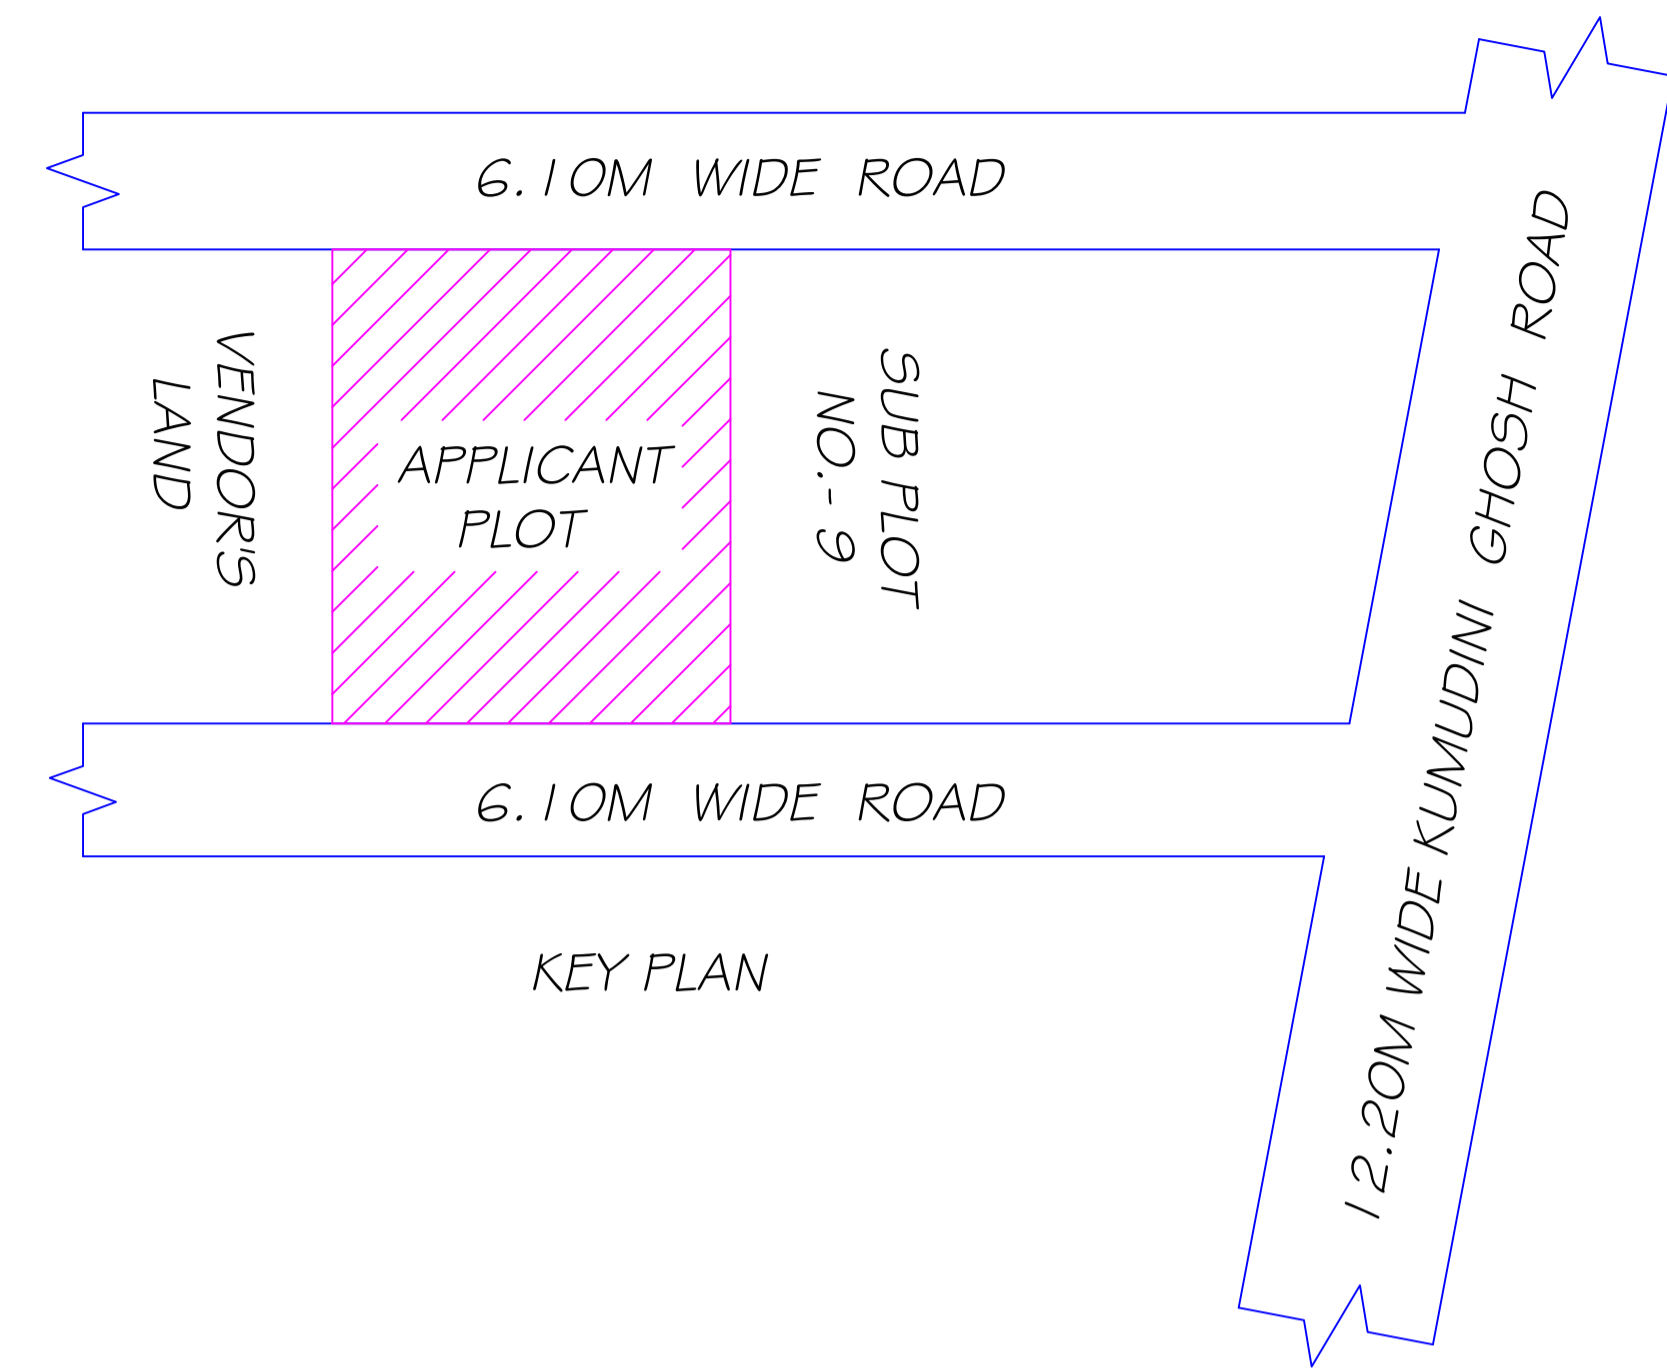 6.10M WIDE ROAD
VENDOR'S
LAND
APPLICANT
PLOT
SUB PLOT
NO.- 9
12.20M WIDE KUMUDINI GHOSH ROAD
6.10M WIDE ROAD
KEY PLAN